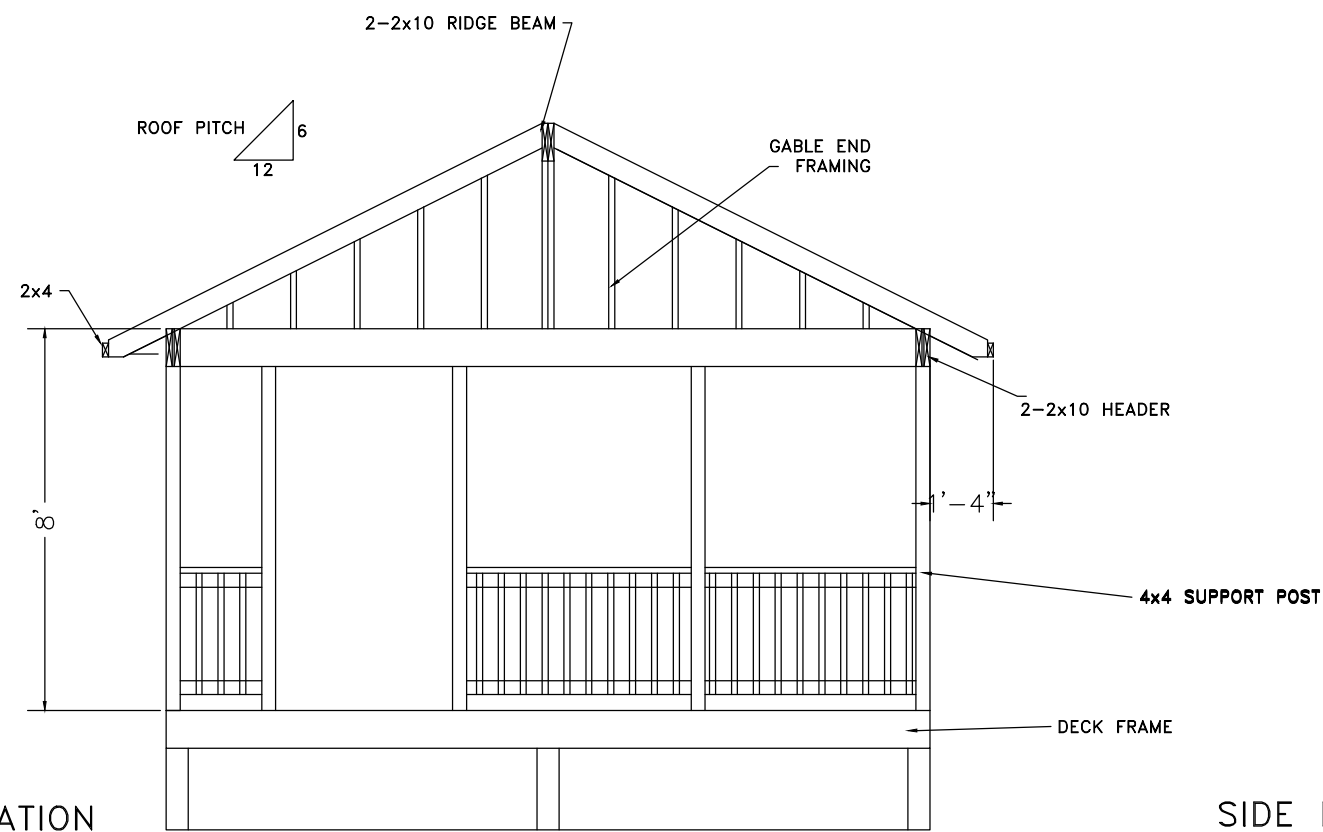 2-2x10 RIDGE BEAM
ROOF PITCH
6
12
GABLE END
FRAMING
2x4
2-2x10 HEADER
8'
1'-4"
4x4 SUPPORT POST
DECK FRAME
ATION
SIDE